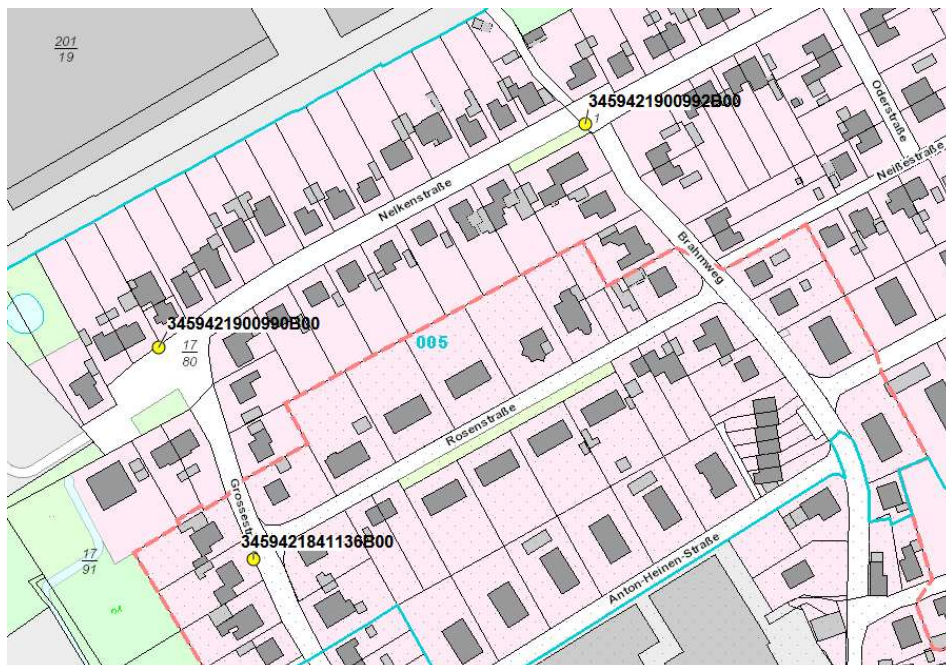 201
19
3459421900992B00
1
Oderstraße
Neißestraße
Nelkenstraße
Brahmweg
3459421900990B00
17
80
005
Rosenstraße
Grossestr
3459421841136B00
17
91
Anton-Heinen-Straße